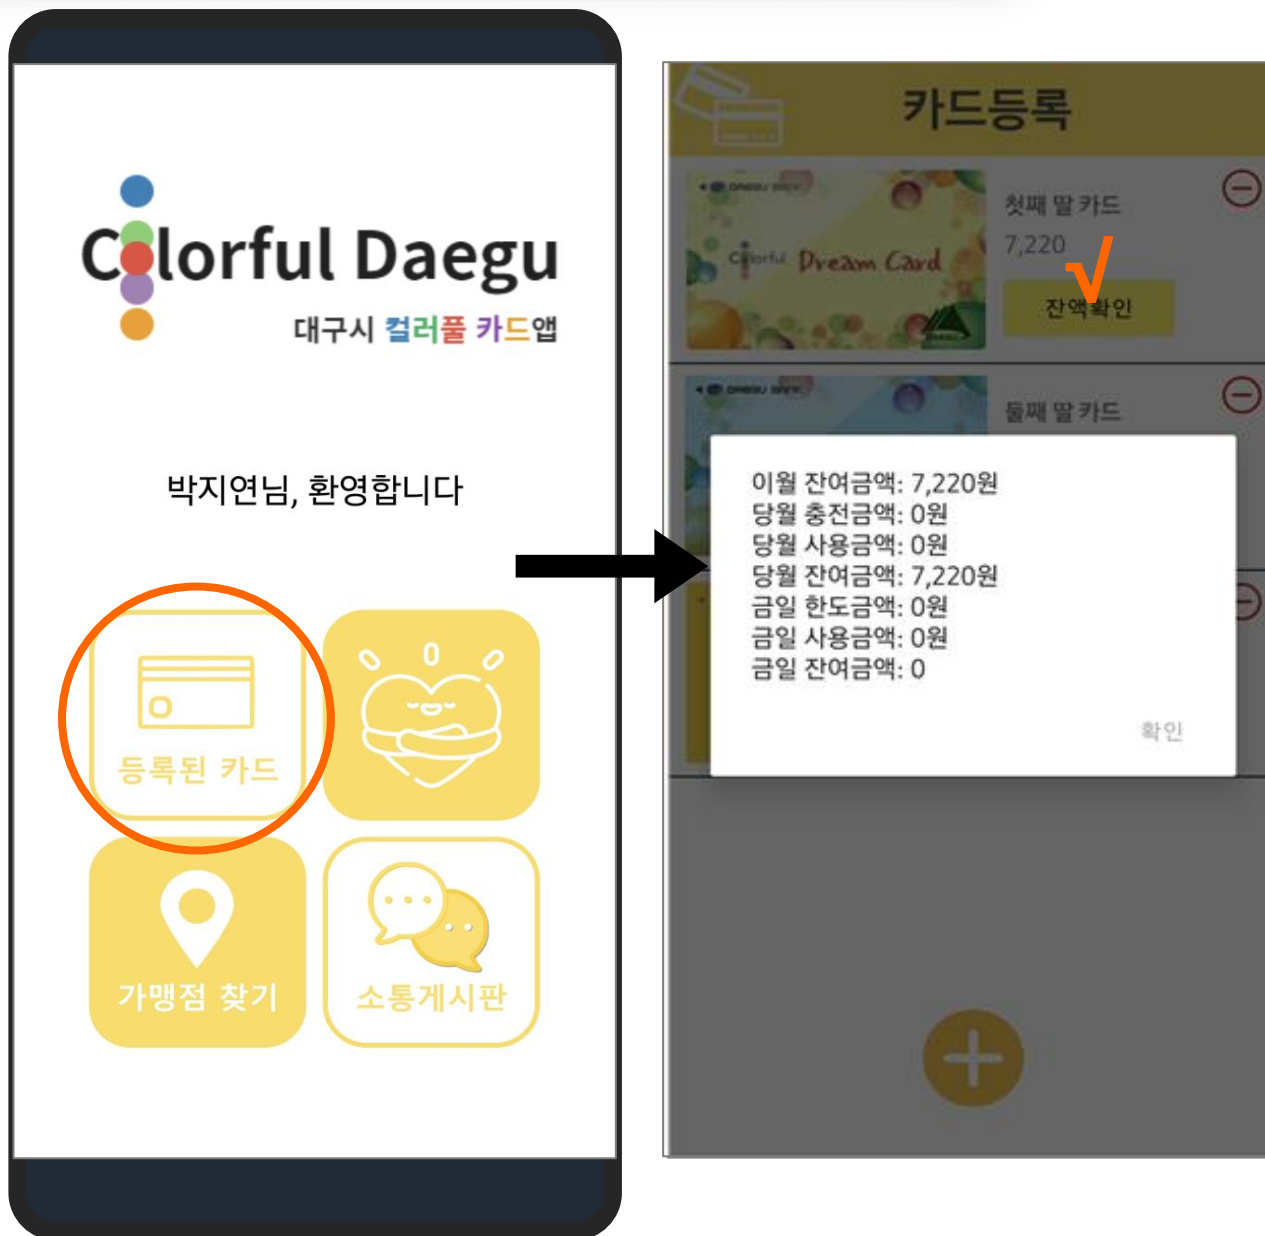 Colorful Daegu
대구시 컬러풀 카드앱
박지연님, 환영합니다
등록된 카드
가맹점 찾기
소통게시판
카드등록
DAEGU BANK
Colorful Dream Card
첫째 딸 카드
7,220
√
잔액확인
DAEGU BANK
둘째 딸 카드
이월 잔여금액: 7,220원
당월 충전금액: 0원
당월 사용금액: 0원
당월 잔여금액: 7,220원
금일 한도금액: 0원
금일 사용금액: 0원
금일 잔여금액: 0
확인